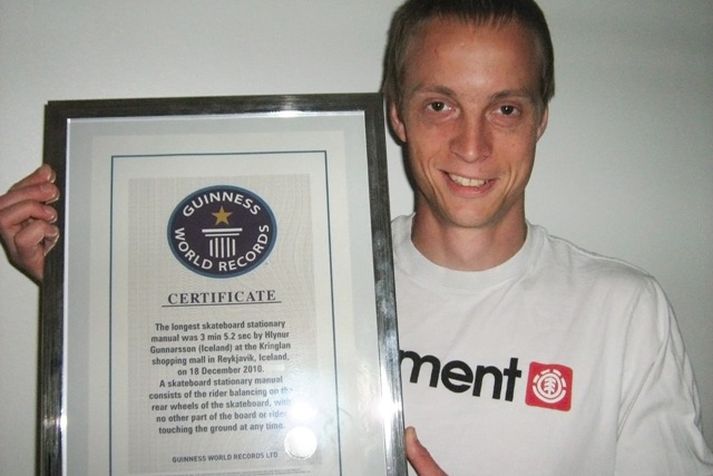 GUINNESS
WORLD RECORDS
CERTIFICATE
The longest skateboard stationary
manual was 3 min 5.2 sec by Hlynur
Gunnarsson (Iceland) at the Kringlan
shopping mall in Reykjavik, Iceland,
on 18 December 2010.
A skateboard stationary manual
consists of the rider balancing on the
rear wheels of the skateboard, with
no other part of the board or rider
touching the ground at any time.
GUINNESS WORLD RECORDS LTD
ment